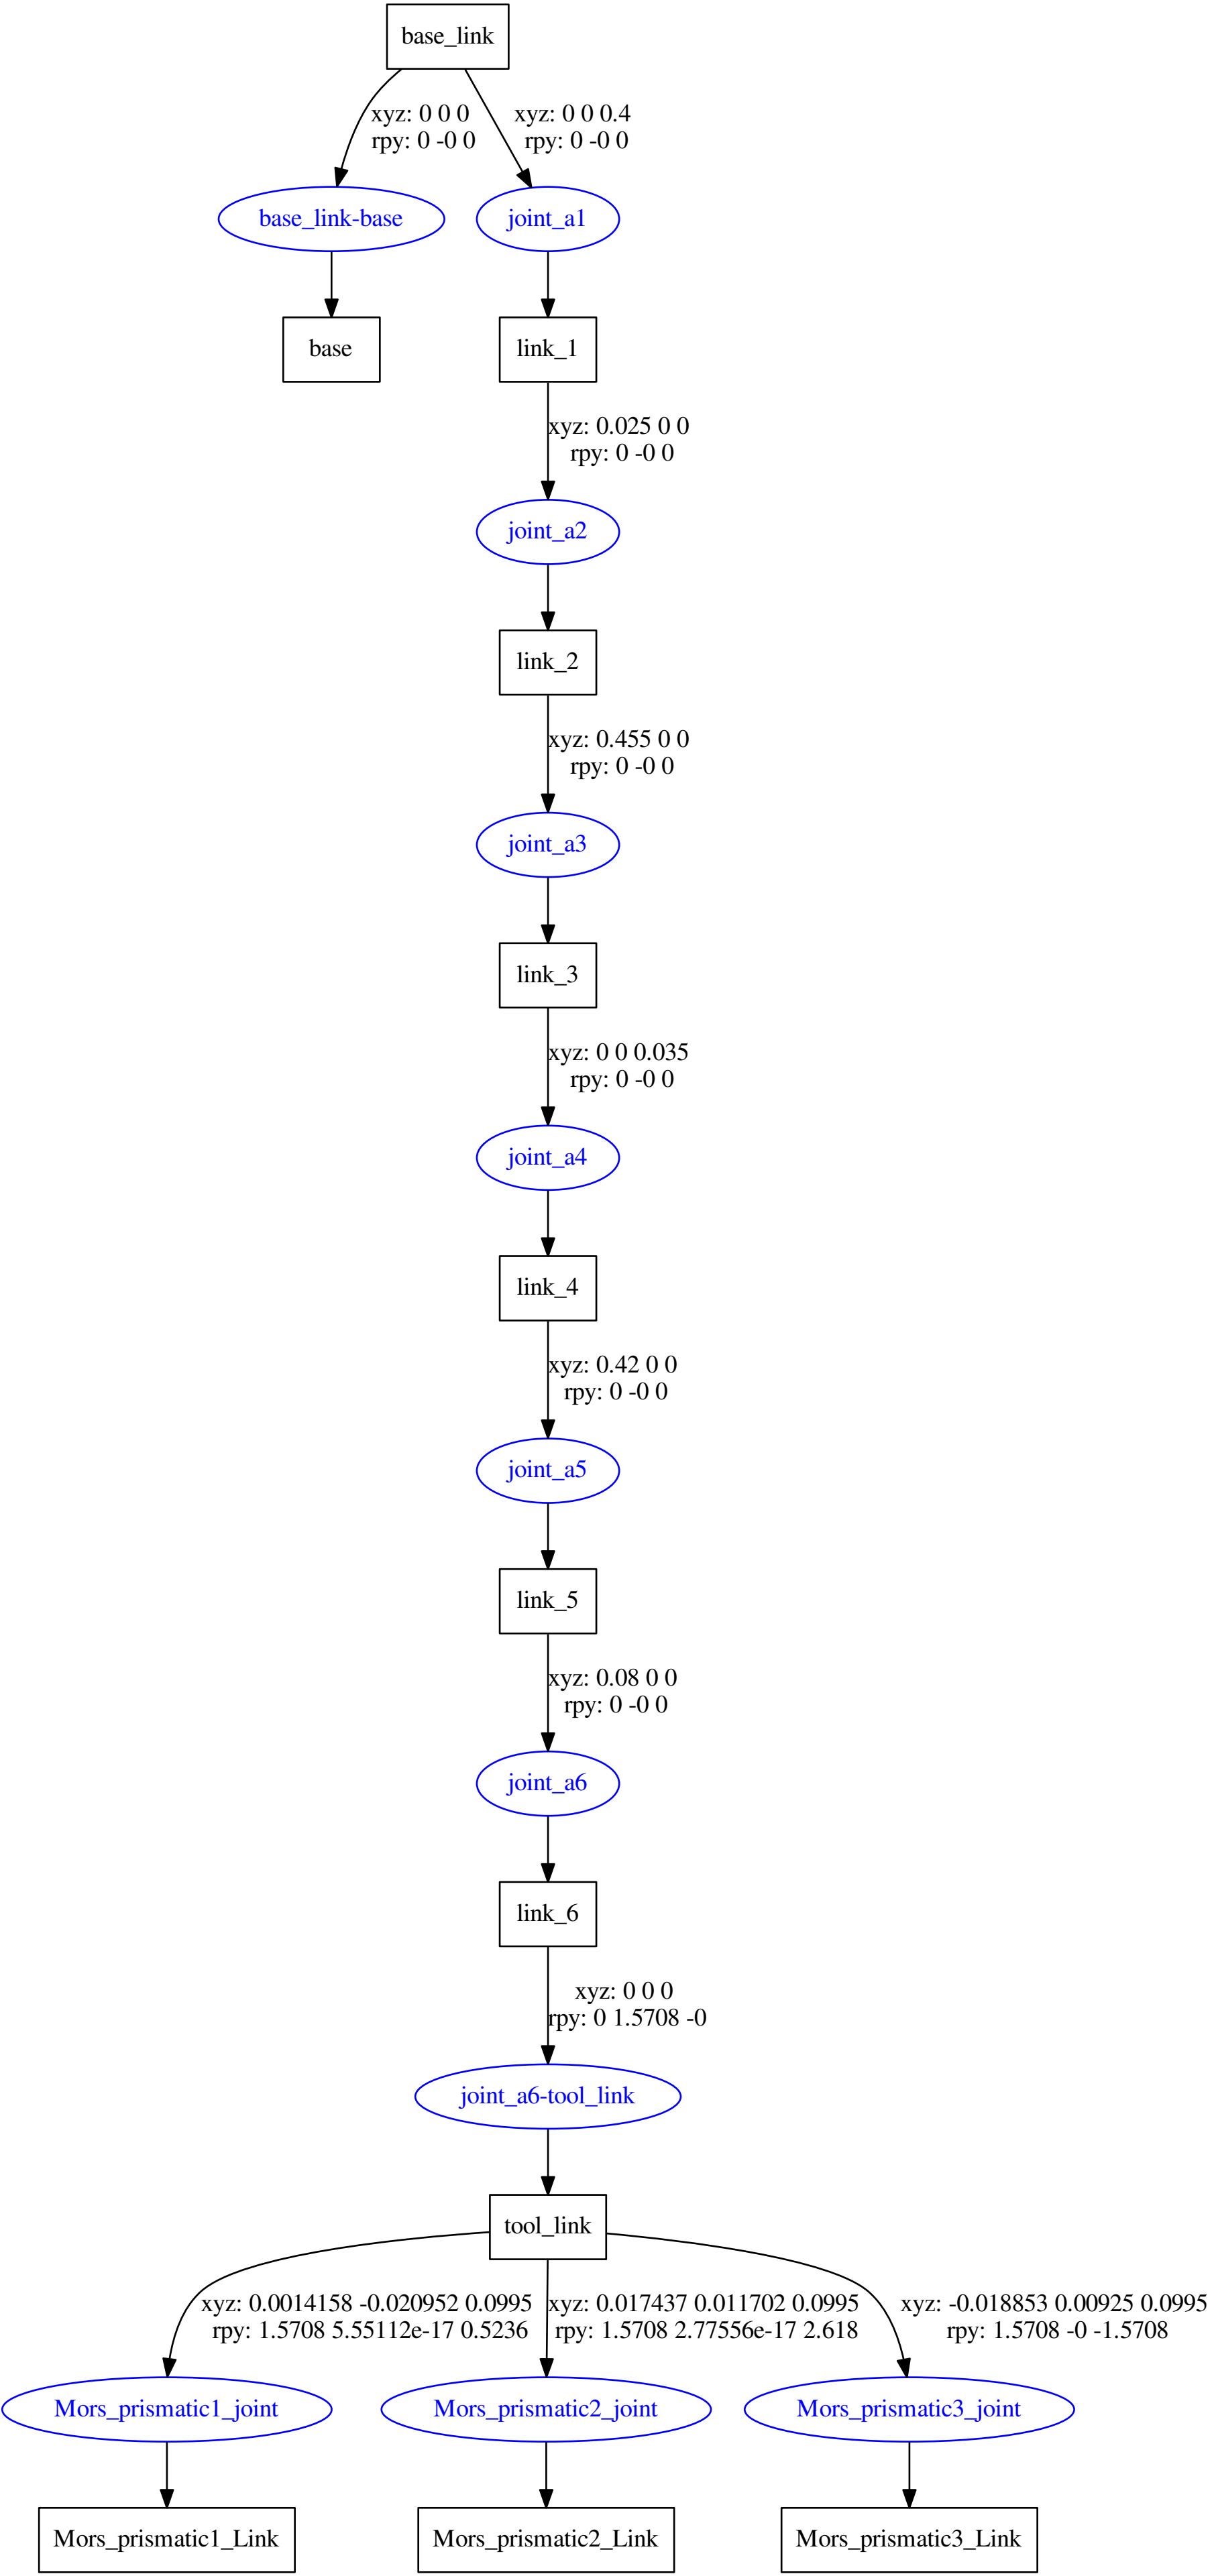 base_link
xyz: 0 0 0
rpy: 0 -0 0
xyz: 0 0 0.4
rpy: 0 -0 0
base_link-base
joint_a1
base
link_1
xyz: 0.025 0 0
rpy: 0 -0 0
joint_a2
link_2
xyz: 0.455 0 0
rpy: 0 -0 0
joint_a3
link_3
xyz: 0 0 0.035
rpy: 0 -0 0
joint_a4
link_4
xyz: 0.42 0 0
rpy: 0 -0 0
joint_a5
link_5
xyz: 0.08 0 0
rpy: 0 -0 0
joint_a6
link_6
xyz: 0 0 0
rpy: 0 1.5708 -0
joint_a6-tool_link
tool_link
xyz: 0.0014158 -0.020952 0.0995
rpy: 1.5708 5.55112e-17 0.5236
xyz: 0.017437 0.011702 0.0995
rpy: 1.5708 2.77556e-17 2.618
xyz: -0.018853 0.00925 0.0995
rpy: 1.5708 -0 -1.5708
Mors_prismatic1_joint
Mors_prismatic2_joint
Mors_prismatic3_joint
Mors_prismatic1_Link
Mors_prismatic2_Link
Mors_prismatic3_Link